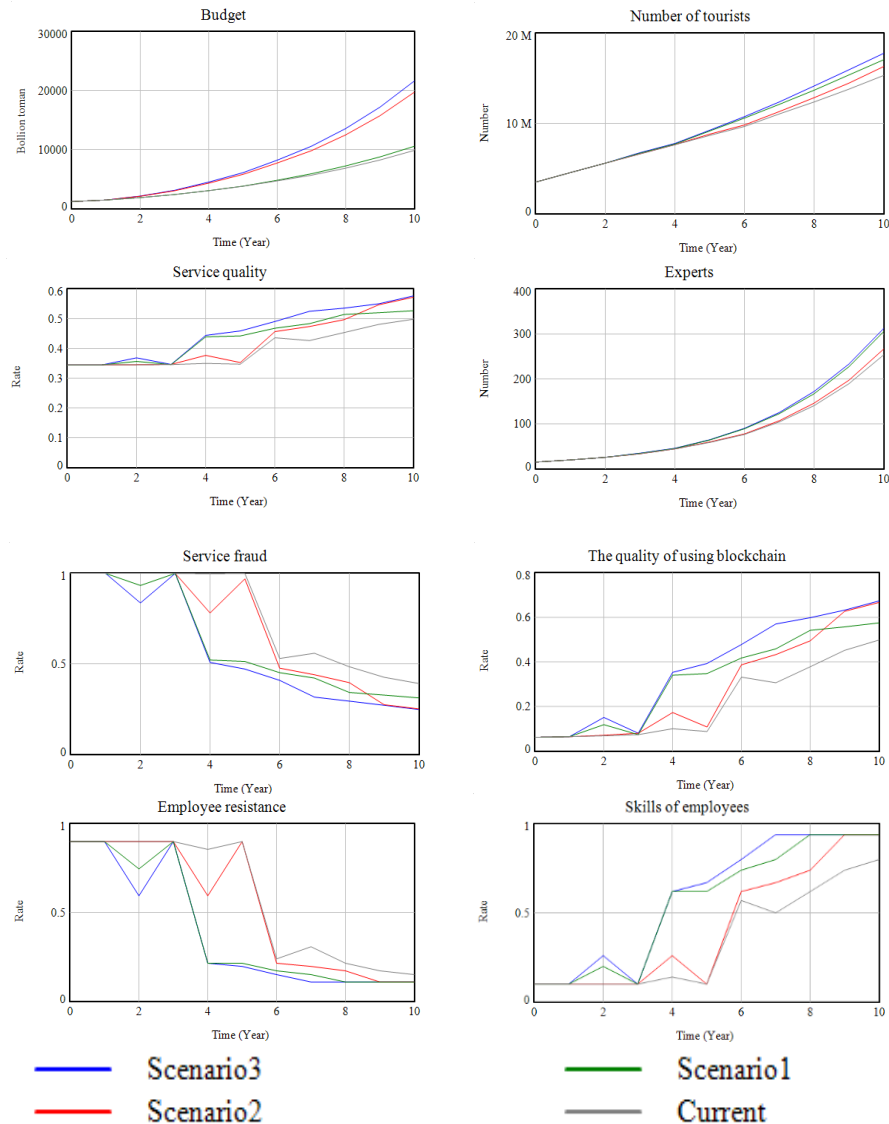 Budget
30000
20000
10000
0
Bollion toman
0 2 4 6 8 10
Time (Year)
Number of tourists
20 M
10 M
0
Number
0 2 4 6 8 10
Time (Year)
Service quality
0.6
0.5
0.4
0.3
0.2
0.1
0
Rate
0 2 4 6 8 10
Time (Year)
Experts
400
300
200
100
0
Number
0 2 4 6 8 10
Time (Year)
Service fraud
1
0.5
0
Rate
0 2 4 6 8 10
Time (Year)
The quality of using blockchain
0.8
0.6
0.4
0.2
0
Rate
0 2 4 6 8 10
Time (Year)
Employee resistance
1
0.5
0
Rate
0 2 4 6 8 10
Time (Year)
Skills of employees
1
0.5
0
Rate
0 2 4 6 8 10
Time (Year)
Scenario3
Scenario1
Scenario2
Current